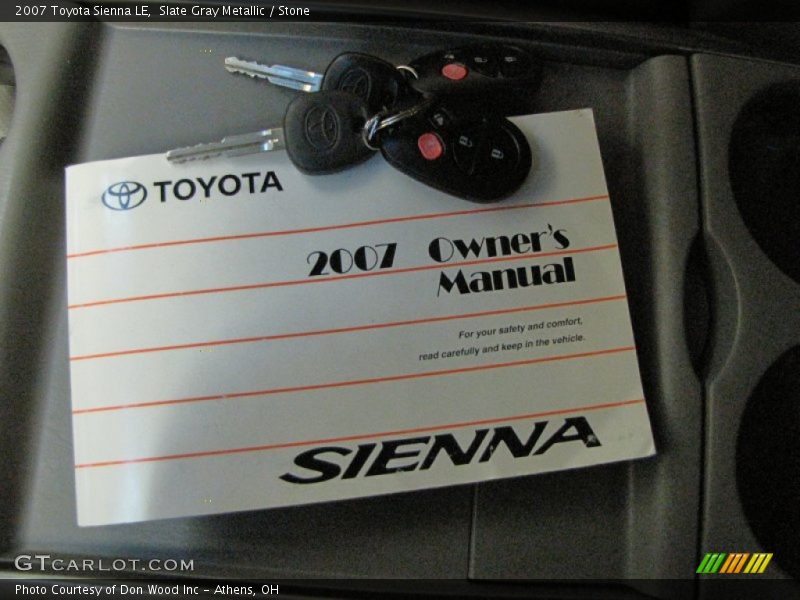 2007 Toyota Sienna LE,  Slate Gray Metallic / Stone
TOYOTA
2007 Owner's
Manual
For your safety and comfort,
read carefully and keep in the vehicle.
SIENNA
GTCARLOT.COM
Photo Courtesy of Don Wood Inc - Athens, OH